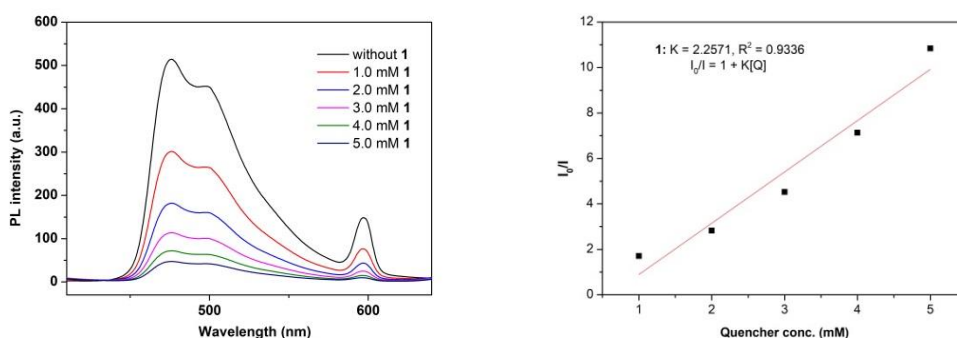 600
500
400
300
200
100
0
PL intensity (a.u.)
without 1
1.0 mM 1
2.0 mM 1
3.0 mM 1
4.0 mM 1
5.0 mM 1
500
600
Wavelength (nm)
12
10
8
6
4
2
0
I₀/I
1: K = 2.2571, R² = 0.9336
I₀/I = 1 + K[Q]
1
2
3
4
5
Quencher conc. (mM)